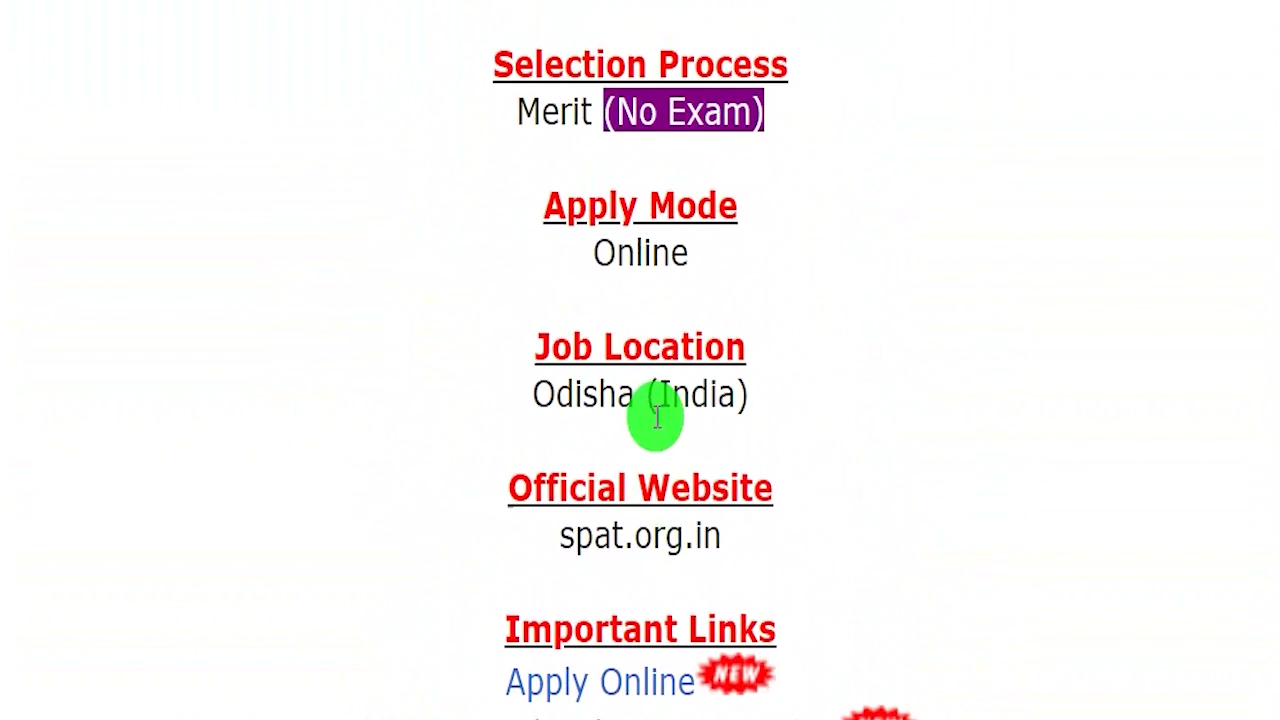 Selection Process
Merit (No Exam)
Apply Mode
Online
Job Location
Odisha (India)
Official Website
spat.org.in
Important Links
Apply Online NEW